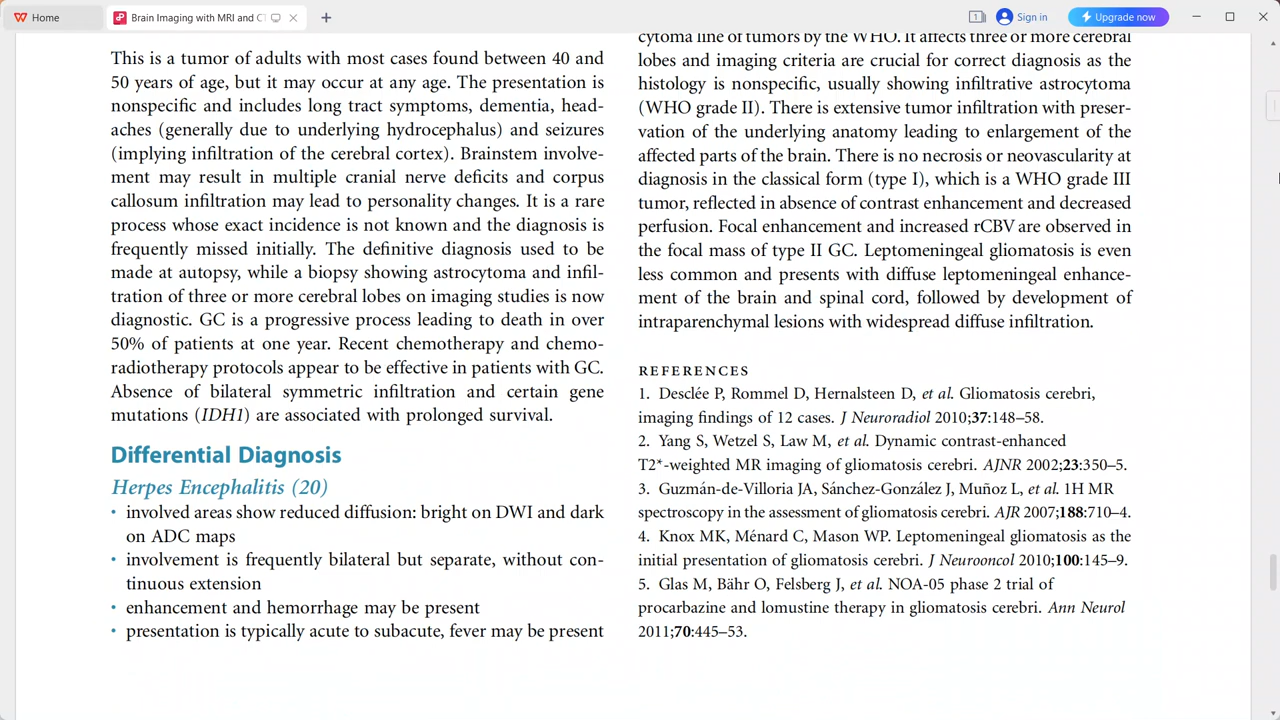 Home
Brain Imaging with MRI and C
1
Sign in
Upgrade now
This is a tumor of adults with most cases found between 40 and
50 years of age, but it may occur at any age. The presentation is
nonspecific and includes long tract symptoms, dementia, head-
aches (generally due to underlying hydrocephalus) and seizures
(implying infiltration of the cerebral cortex). Brainstem involve-
ment may result in multiple cranial nerve deficits and corpus
callosum infiltration may lead to personality changes. It is a rare
process whose exact incidence is not known and the diagnosis is
frequently missed initially. The definitive diagnosis used to be
made at autopsy, while a biopsy showing astrocytoma and infil-
tration of three or more cerebral lobes on imaging studies is now
diagnostic. GC is a progressive process leading to death in over
50% of patients at one year. Recent chemotherapy and chemo-
radiotherapy protocols appear to be effective in patients with GC.
Absence of bilateral symmetric infiltration and certain gene
mutations (IDH1) are associated with prolonged survival.
Differential Diagnosis
Herpes Encephalitis (20)
• involved areas show reduced diffusion: bright on DWI and dark
on ADC maps
• involvement is frequently bilateral but separate, without con-
tinuous extension
• enhancement and hemorrhage may be present
• presentation is typically acute to subacute, fever may be present
cytoma line of tumors by the WHO. It affects three or more cerebral
lobes and imaging criteria are crucial for correct diagnosis as the
histology is nonspecific, usually showing infiltrative astrocytoma
(WHO grade II). There is extensive tumor infiltration with preser-
vation of the underlying anatomy leading to enlargement of the
affected parts of the brain. There is no necrosis or neovascularity at
diagnosis in the classical form (type I), which is a WHO grade III
tumor, reflected in absence of contrast enhancement and decreased
perfusion. Focal enhancement and increased rCBV are observed in
the focal mass of type II GC. Leptomeningeal gliomatosis is even
less common and presents with diffuse leptomeningeal enhance-
ment of the brain and spinal cord, followed by development of
intraparenchymal lesions with widespread diffuse infiltration.
REFERENCES
1. Desclée P, Rommel D, Hernalsteen D, et al. Gliomatosis cerebri,
imaging findings of 12 cases. J Neuroradiol 2010;37:148–58.
2. Yang S, Wetzel S, Law M, et al. Dynamic contrast-enhanced
T2*-weighted MR imaging of gliomatosis cerebri. AJNR 2002;23:350–5.
3. Guzmán-de-Villoria JA, Sánchez-González J, Muñoz L, et al. 1H MR
spectroscopy in the assessment of gliomatosis cerebri. AJR 2007;188:710–4.
4. Knox MK, Ménard C, Mason WP. Leptomeningeal gliomatosis as the
initial presentation of gliomatosis cerebri. J Neurooncol 2010;100:145–9.
5. Glas M, Bähr O, Felsberg J, et al. NOA-05 phase 2 trial of
procarbazine and lomustine therapy in gliomatosis cerebri. Ann Neurol
2011;70:445–53.